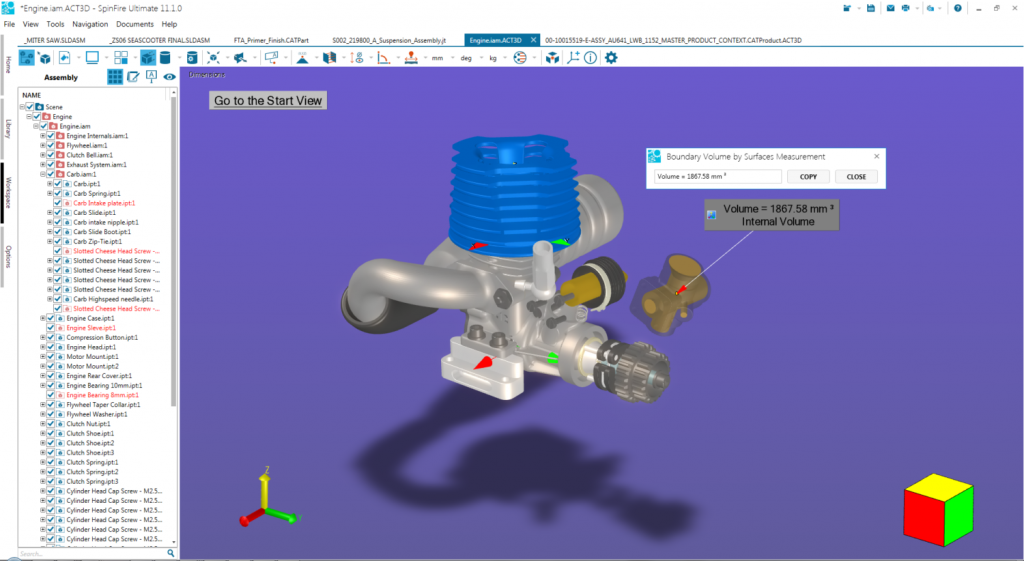 *Engine.iam.ACT3D - SpinFire Ultimate 11.1.0
File View Tools Navigation Documents Help
_MITER SAW.SLDASM _ZS06 SEASCOOTER FINAL.SLDASM FTA_Primer_Finish.CATPart S002_219800_A_Suspension_Assembly.jt Engine.iam.ACT3D 00-10015519-E-ASSY_AU641_LWB_1152_MASTER_PRODUCT_CONTEXT.CATProduct.ACT3D
mm deg kg
Home
Library
Workspace
Options
Assembly
NAME
Scene
Engine
Engine.iam
Engine Internals.iam:1
Flywheel.iam:1
Clutch Bell.iam:1
Exhaust System.iam:1
Carb.iam:1
Carb.ipt:1
Carb Spring.ipt:1
Carb Intake plate.ipt:1
Carb Slide.ipt:1
Carb intake nipple.ipt:1
Carb Slide Boot.ipt:1
Carb Zip-Tie.ipt:1
Slotted Cheese Head Screw -...
Slotted Cheese Head Screw -...
Slotted Cheese Head Screw -...
Slotted Cheese Head Screw -...
Slotted Cheese Head Screw -...
Carb Highspeed needle.ipt:1
Slotted Cheese Head Screw -...
Engine Case.ipt:1
Engine Sleve.ipt:1
Compression Button.ipt:1
Engine Head.ipt:1
Motor Mount.ipt:1
Motor Mount.ipt:2
Engine Rear Cover.ipt:1
Engine Bearing 10mm.ipt:1
Engine Bearing 8mm.ipt:1
Flywheel Taper Collar.ipt:1
Flywheel Washer.ipt:1
Clutch Nut.ipt:1
Clutch Shoe.ipt:1
Clutch Shoe.ipt:2
Clutch Shoe.ipt:3
Clutch Spring.ipt:1
Clutch Spring.ipt:2
Clutch Spring.ipt:3
Cylinder Head Cap Screw - M2.5...
Cylinder Head Cap Screw - M2.5...
Cylinder Head Cap Screw - M2.5...
Cylinder Head Cap Screw - M2.5...
Cylinder Head Cap Screw - M2.5...
Cylinder Head Cap Screw - M2.5...
Search...
Dimensions
Go to the Start View
Boundary Volume by Surfaces Measurement
Volume = 1867.58 mm ³ COPY CLOSE
Volume = 1867.58 mm ³
Internal Volume
Z
Y